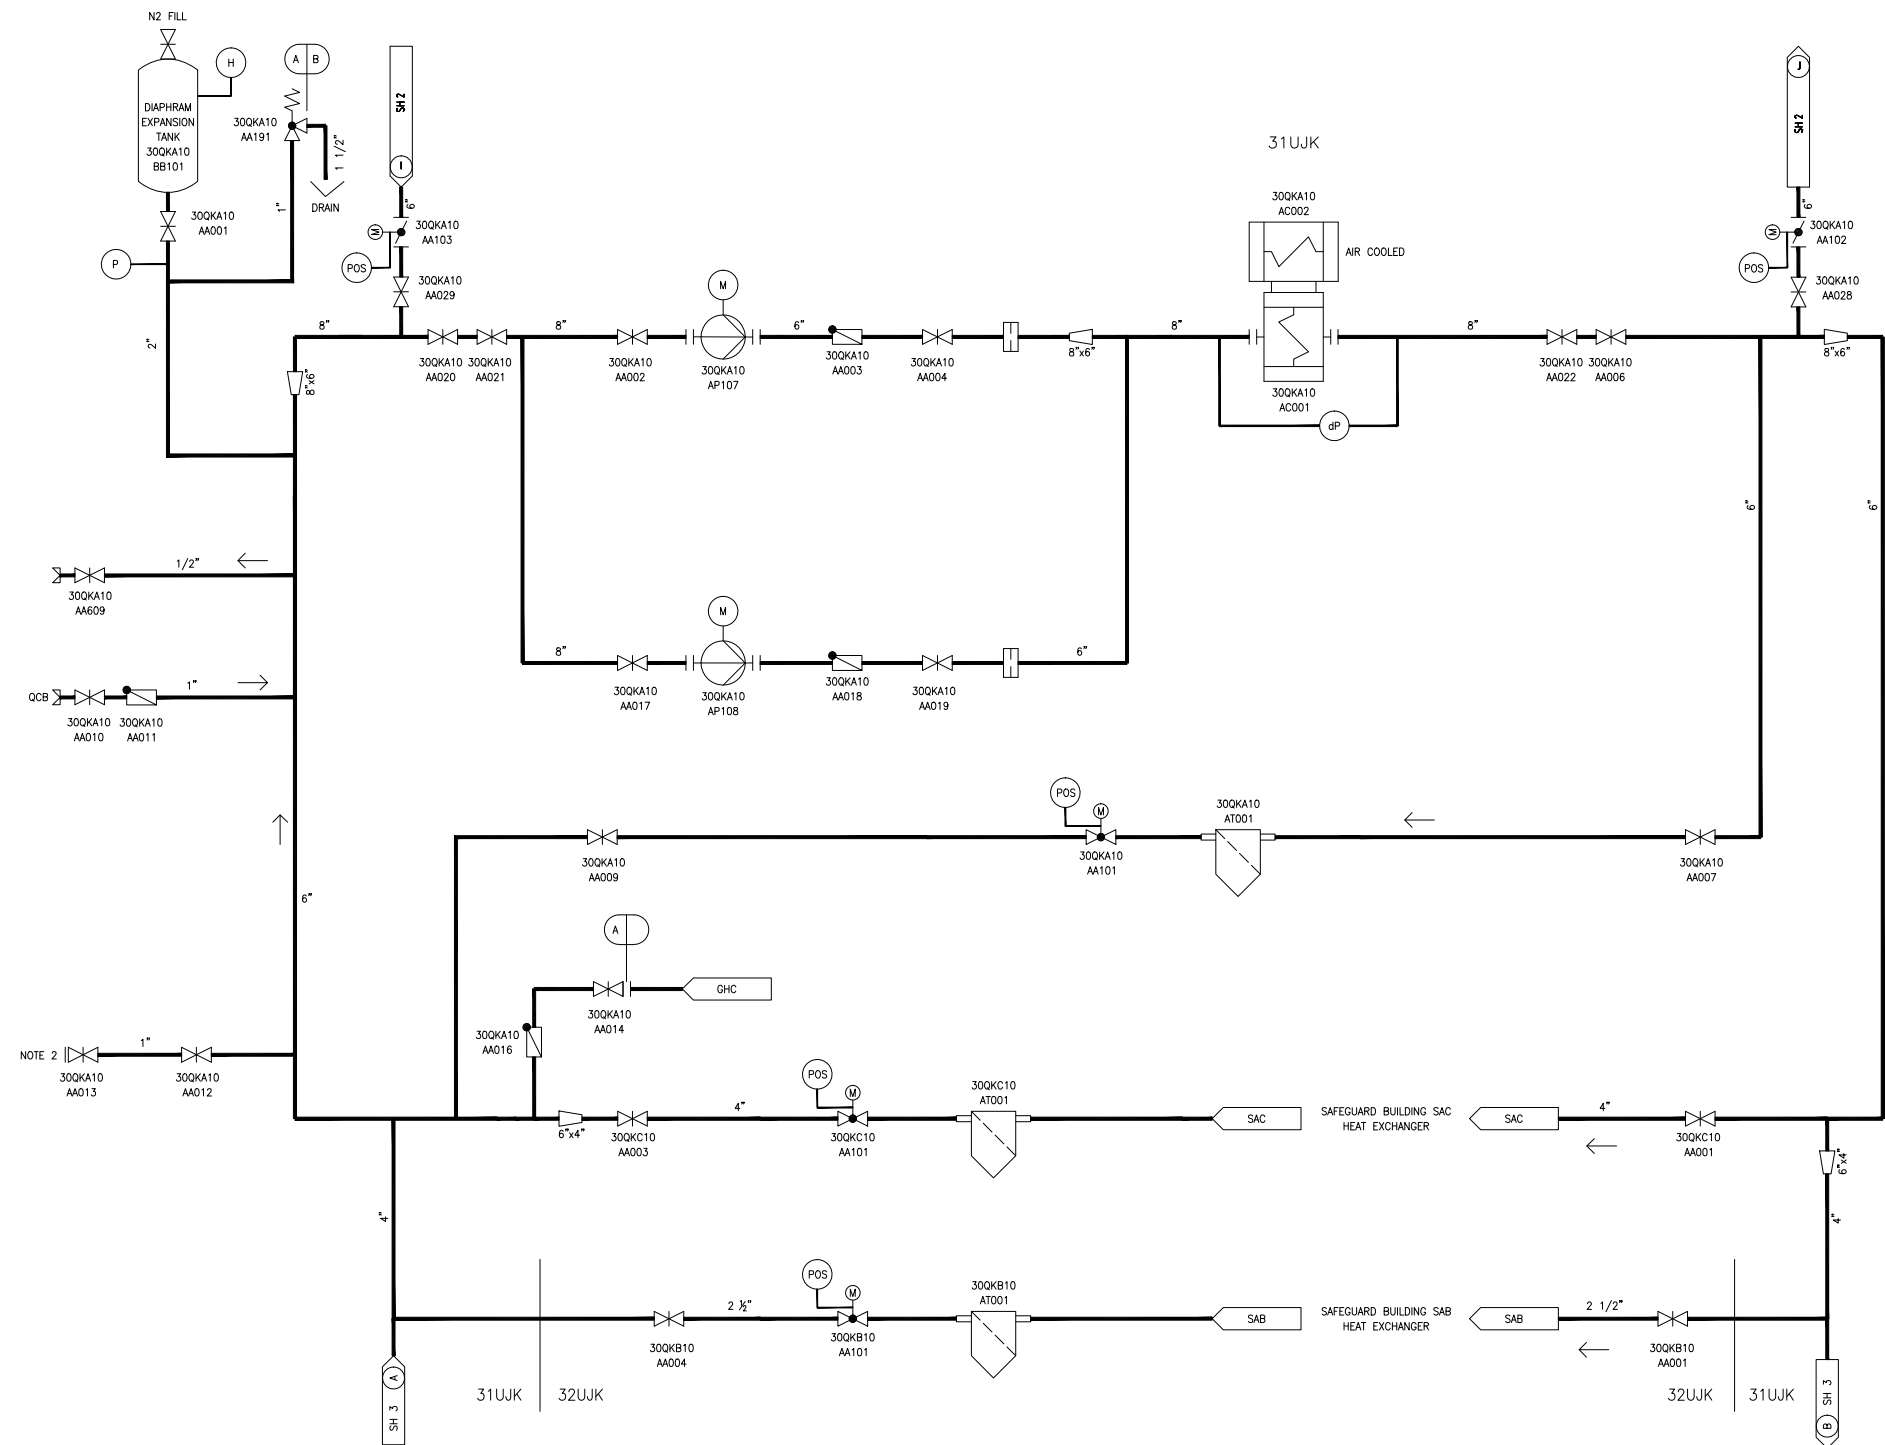 N2 FILL
H
A B
DIAPHRAM
EXPANSION
TANK
30QKA10
BB101
30QKA10
AA191
1 1/2"
DRAIN
1"
30QKA10
AA001
P
2"
SH 2
I
6"
M
30QKA10
AA103
POS
30QKA10
AA029
31UJK
30QKA10
AC002
AIR COOLED
J
SH 2
6"
M
30QKA10
AA102
POS
30QKA10
AA028
8"
30QKA10
AA020
30QKA10
AA021
8"
30QKA10
AA002
M
30QKA10
AP107
6"
30QKA10
AA003
30QKA10
AA004
8"x6"
8"
30QKA10
AC001
dP
8"
30QKA10
AA022
30QKA10
AA006
8"x6"
8"x6"
6"
6"
1/2"
30QKA10
AA609
8"
30QKA10
AA017
M
30QKA10
AP108
30QKA10
AA018
30QKA10
AA019
6"
QCB
1"
30QKA10
AA010
30QKA10
AA011
6"
30QKA10
AA009
POS
M
30QKA10
AA101
30QKA10
AT001
30QKA10
AA007
A
GHC
30QKA10
AA014
30QKA10
AA016
NOTE 2
1"
30QKA10
AA013
30QKA10
AA012
6"x4"
30QKC10
AA003
4"
POS
M
30QKC10
AA101
30QKC10
AT001
SAC
SAFEGUARD BUILDING SAC
HEAT EXCHANGER
SAC
4"
30QKC10
AA001
6"x4"
4"
4"
30QKB10
AA004
2 ½"
POS
M
30QKB10
AA101
30QKB10
AT001
SAB
SAFEGUARD BUILDING SAB
HEAT EXCHANGER
SAB
2 1/2"
30QKB10
AA001
A
SH 3
31UJK
32UJK
32UJK
31UJK
SH 3
B